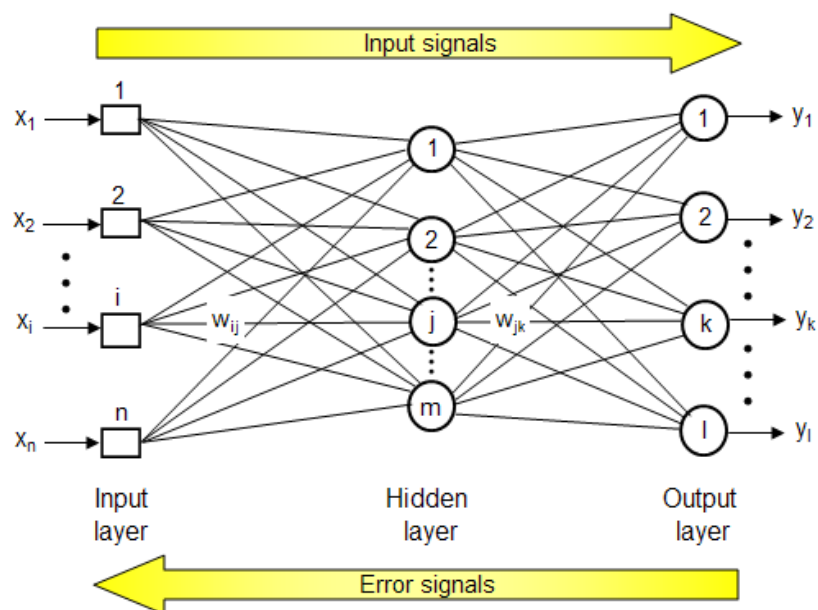 Input signals
1
1
x₁
y₁
1
2
2
x₂
2
y₂
i
xᵢ
wᵢⱼ
j
wⱼₖ
k
yₖ
n
m
xₙ
l
yₗ
Input layer
Hidden layer
Output layer
Error signals